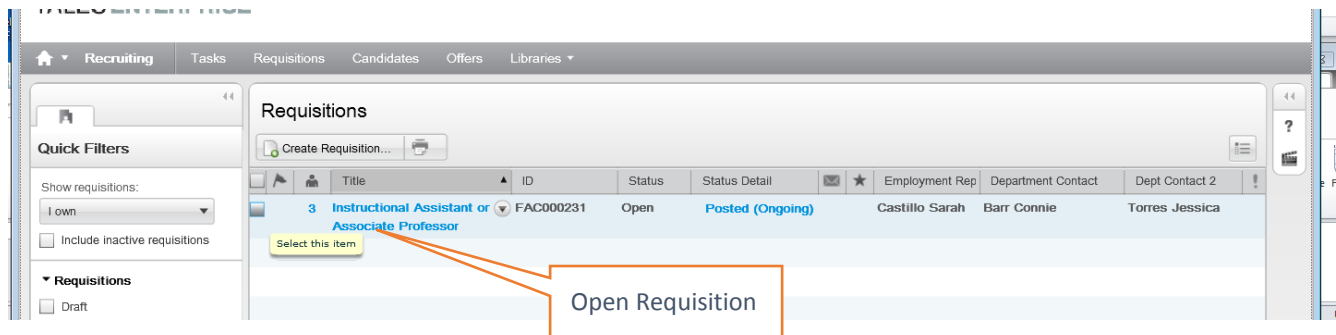 Recruiting Tasks Requisitions Candidates Offers Libraries
Quick Filters
Show requisitions:
I own
Include inactive requisitions
Requisitions
Draft
Requisitions
Create Requisition...
Title ID Status Status Detail Employment Rep Department Contact Dept Contact 2 !
3 Instructional Assistant or FAC000231 Open Posted (Ongoing) Castillo Sarah Barr Connie Torres Jessica
Associate Professor
Select this item
Open Requisition
?